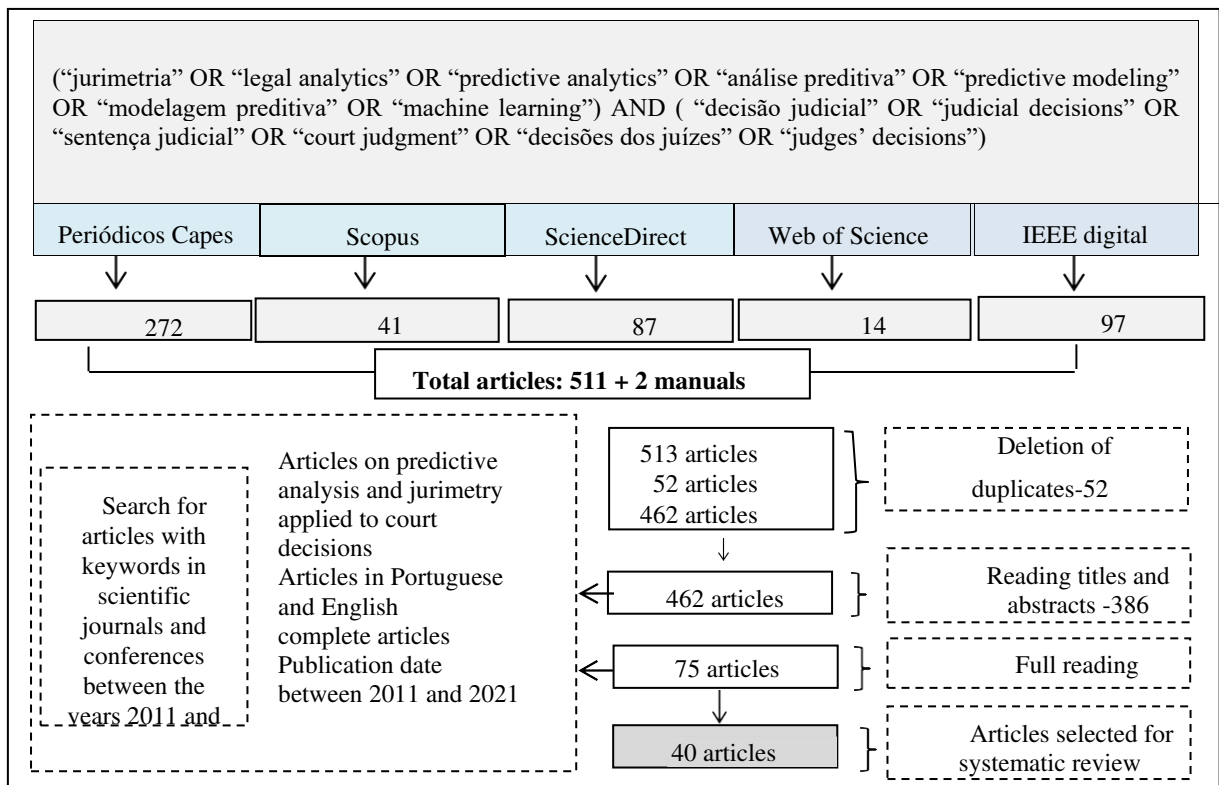 (“jurimetria” OR “legal analytics” OR “predictive analytics” OR “análise preditiva” OR “predictive modeling”
OR “modelagem preditiva” OR “machine learning”) AND ( “decisão judicial” OR “judicial decisions” OR
“sentença judicial” OR “court judgment” OR “decisões dos juízes” OR “judges’ decisions”)
Periódicos Capes
Scopus
ScienceDirect
Web of Science
IEEE digital
272
41
87
14
97
Total articles: 511 + 2 manuals
Search for
articles with
keywords in
scientific
journals and
conferences
between the
years 2011 and
Articles on predictive
analysis and jurimetry
applied to court
decisions
Articles in Portuguese
and English
complete articles
Publication date
between 2011 and 2021
513 articles
52 articles
462 articles
Deletion of
duplicates-52
462 articles
Reading titles and
abstracts -386
75 articles
Full reading
40 articles
Articles selected for
systematic review